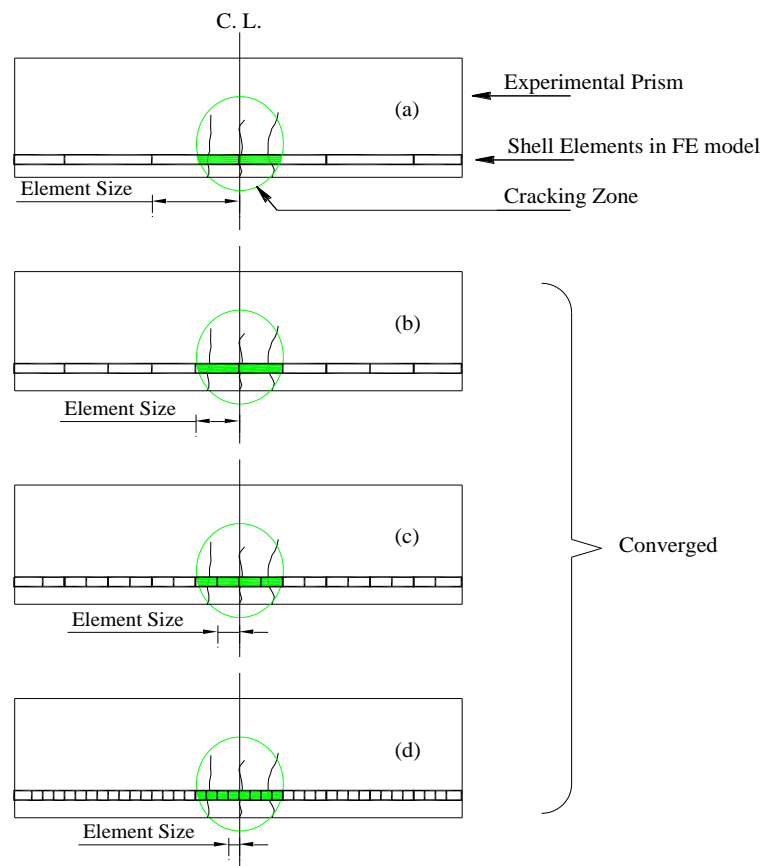 C. L.
Experimental Prism
(a)
Shell Elements in FE model
Element Size
Cracking Zone
(b)
Element Size
(c)
Converged
Element Size
(d)
Element Size